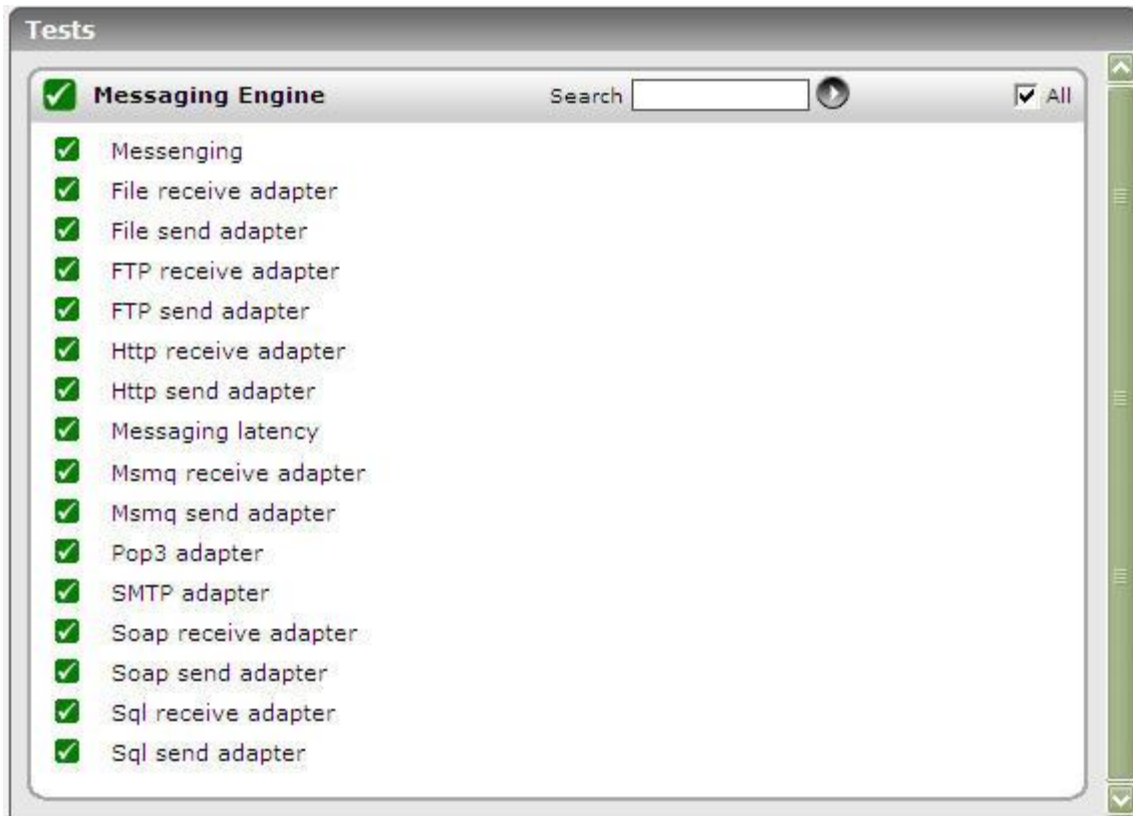 Tests
Messaging Engine Search All
Messenging
File receive adapter
File send adapter
FTP receive adapter
FTP send adapter
Http receive adapter
Http send adapter
Messaging latency
Msmq receive adapter
Msmq send adapter
Pop3 adapter
SMTP adapter
Soap receive adapter
Soap send adapter
Sql receive adapter
Sql send adapter